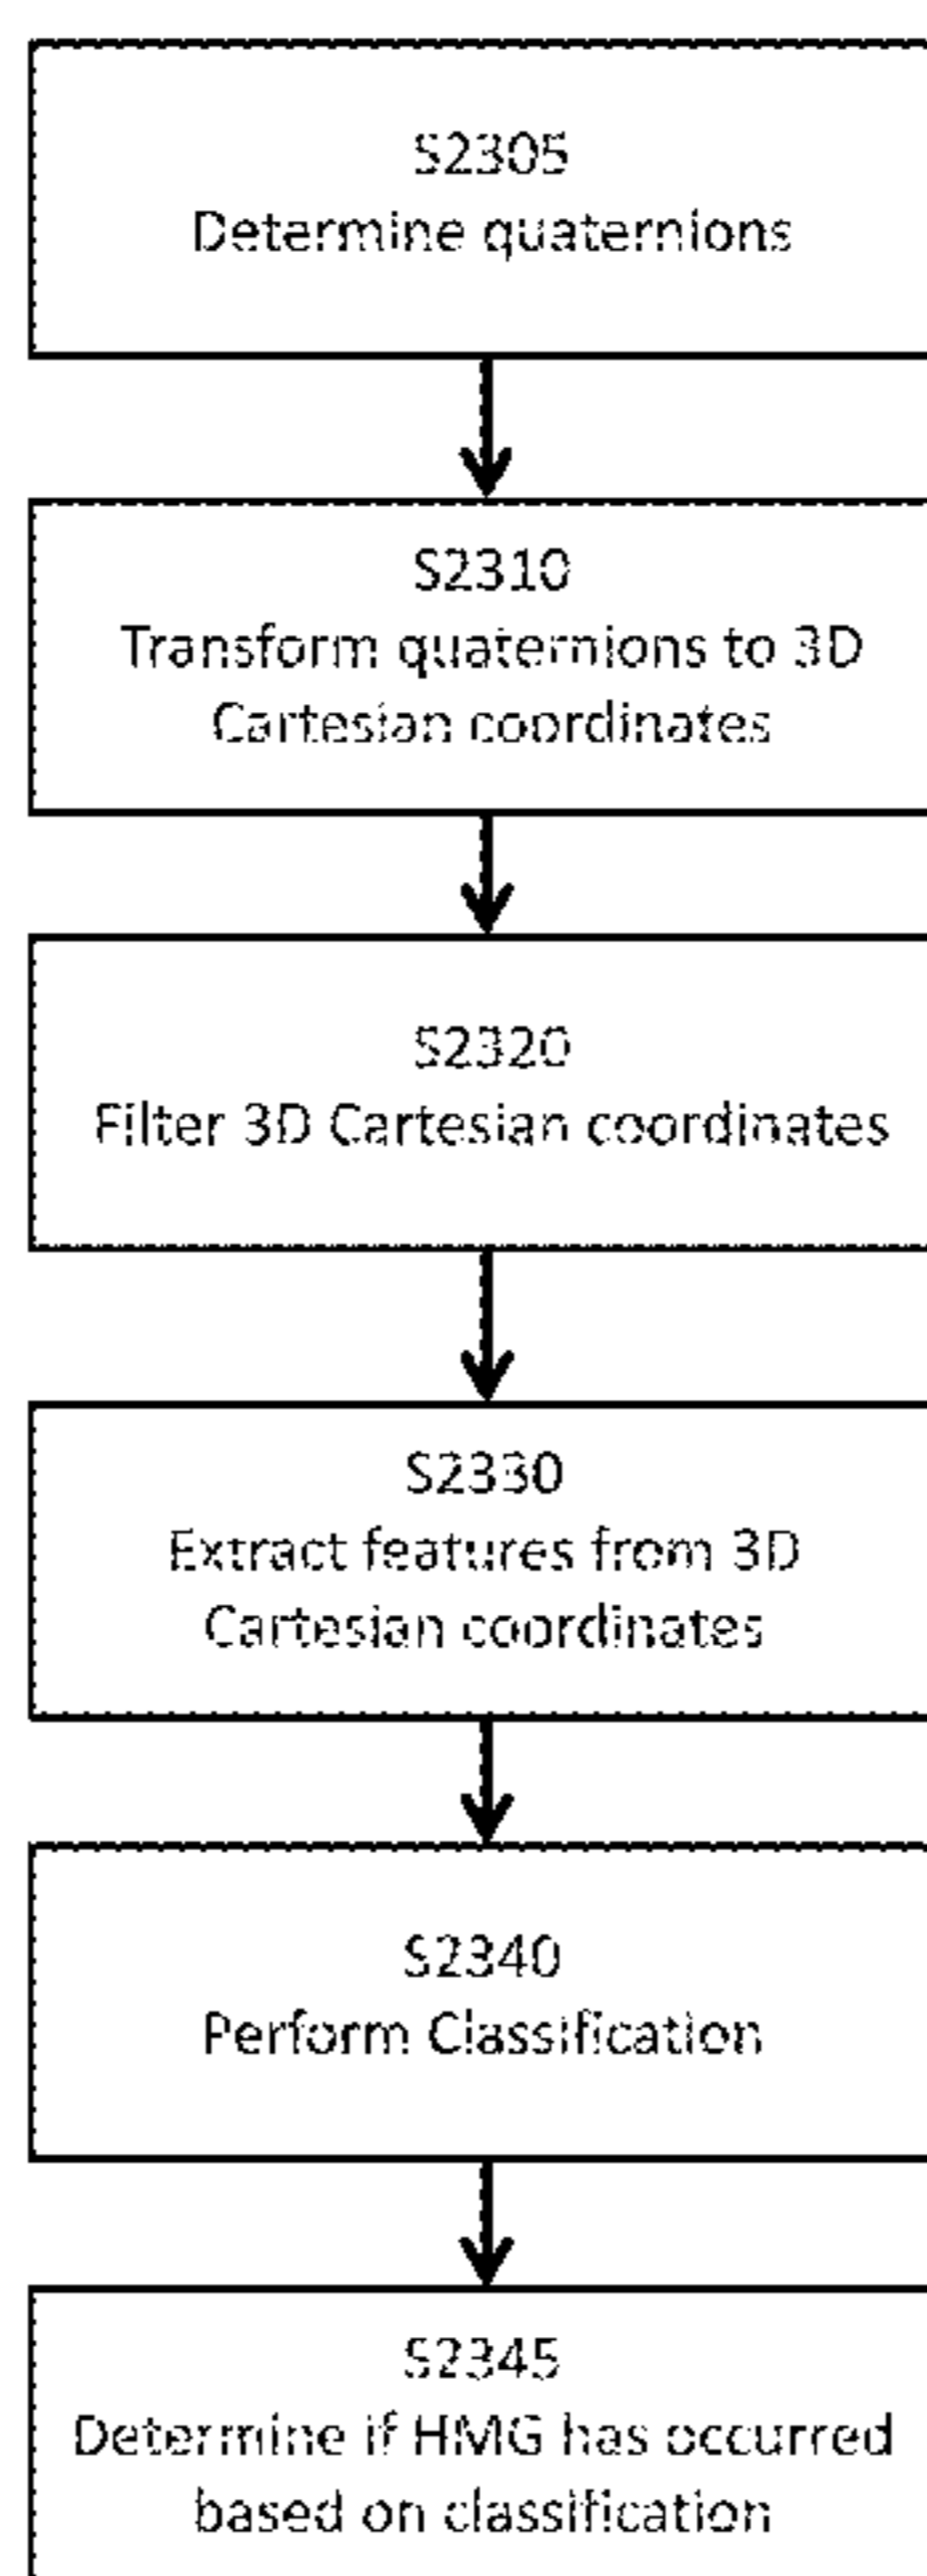 S2305
Determine quaternions
S2310
Transform quaternions to 3D
Cartesian coordinates
S2320
Filter 3D Cartesian coordinates
S2330
Extract features from 3D
Cartesian coordinates
S2340
Perform Classification
S2345
Determine if HMG has occurred
based on classification